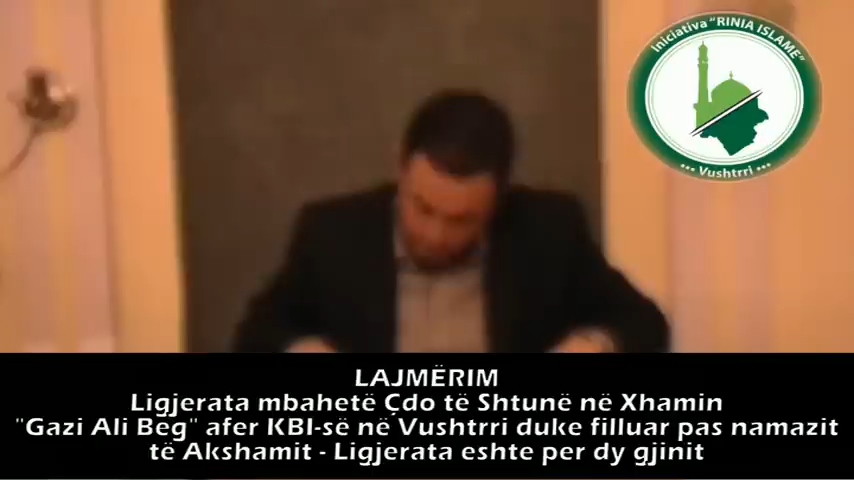 Iniciativa "RINIA ISLAME"
••• Vushtrri •••
LAJMËRIM
Ligjerata mbahetë Çdo të Shtunë në Xhamin
"Gazi Ali Beg" afer KBI-së në Vushtrri duke filluar pas namazit
të Akshamit - Ligjerata eshte per dy gjinit